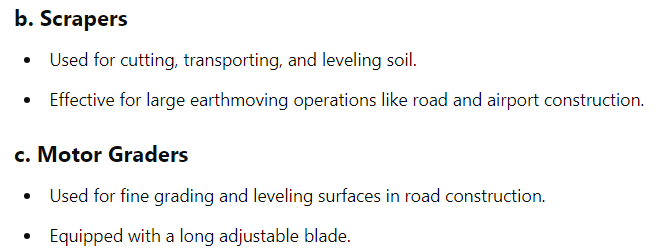 b. Scrapers
• Used for cutting, transporting, and leveling soil.
• Effective for large earthmoving operations like road and airport construction.
c. Motor Graders
• Used for fine grading and leveling surfaces in road construction.
• Equipped with a long adjustable blade.